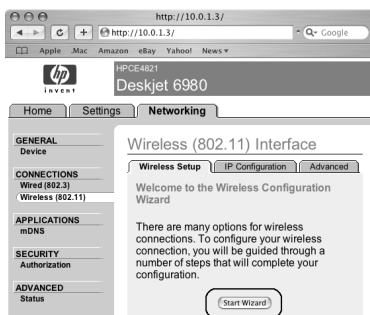 http://10.0.1.3/
http://10.0.1.3/
Q Google
Apple .Mac Amazon eBay Yahoo! News
hp
invent
HPCE4821
Deskjet 6980
Home Settings Networking
GENERAL
Device
CONNECTIONS
Wired (802.3)
Wireless (802.11)
APPLICATIONS
mDNS
SECURITY
Authorization
ADVANCED
Status
Wireless (802.11) Interface
Wireless Setup IP Configuration Advanced
Welcome to the Wireless Configuration
Wizard
There are many options for wireless
connections. To configure your wireless
connection, you will be guided through a
number of steps that will complete your
configuration.
Start Wizard